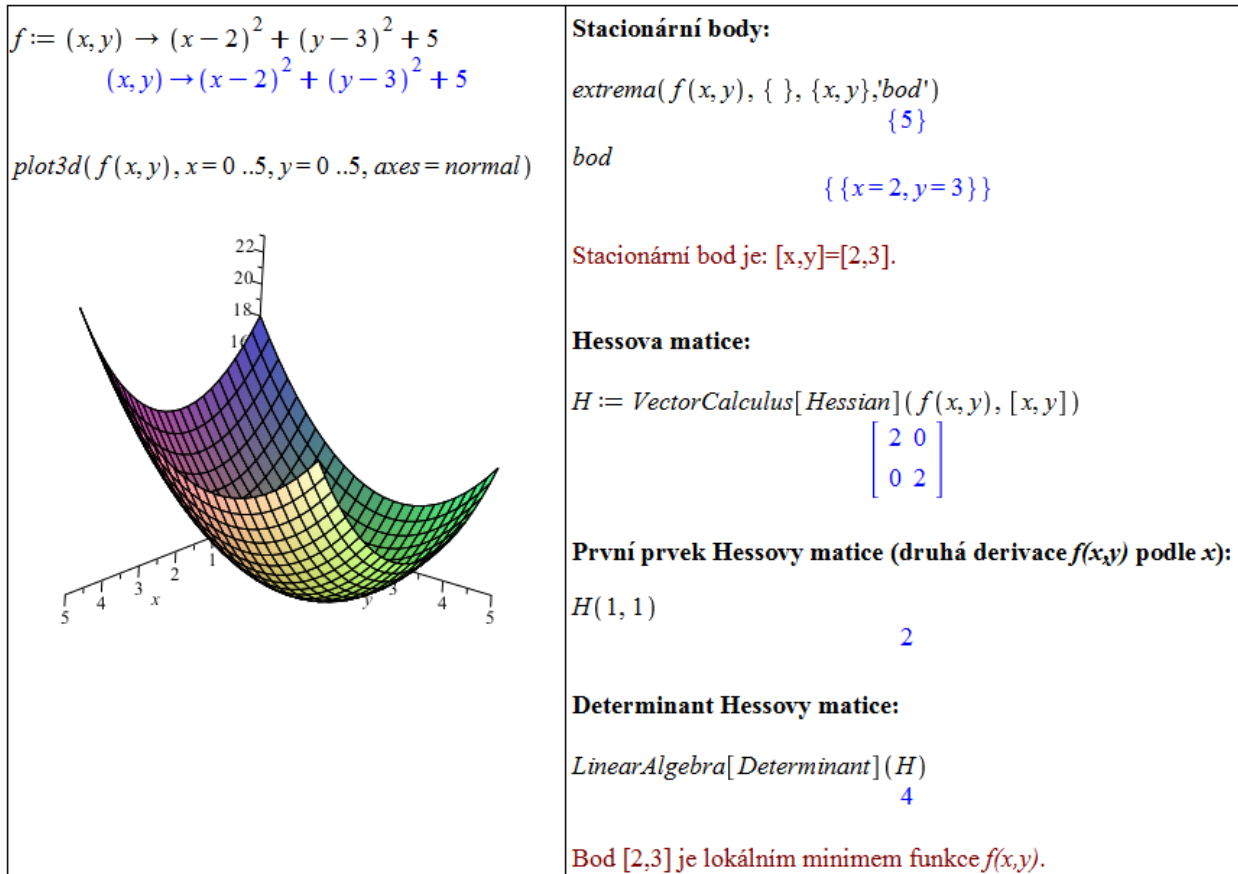 f := (x, y) → (x − 2)² + (y − 3)² + 5
(x, y) → (x − 2)² + (y − 3)² + 5
plot3d(f(x, y), x = 0 ..5, y = 0 ..5, axes = normal)
22
20
18
16
1
2
3
4
5
x
y
3
4
5
Stacionární body:
extrema(f(x, y), { }, {x, y},'bod')
{5}
bod
{ {x = 2, y = 3} }
Stacionární bod je: [x,y]=[2,3].
Hessova matice:
H := VectorCalculus[Hessian](f(x, y), [x, y])
[ 2 0
0 2 ]
První prvek Hessovy matice (druhá derivace f(x,y) podle x):
H(1, 1)
2
Determinant Hessovy matice:
LinearAlgebra[Determinant](H)
4
Bod [2,3] je lokálním minimem funkce f(x,y).